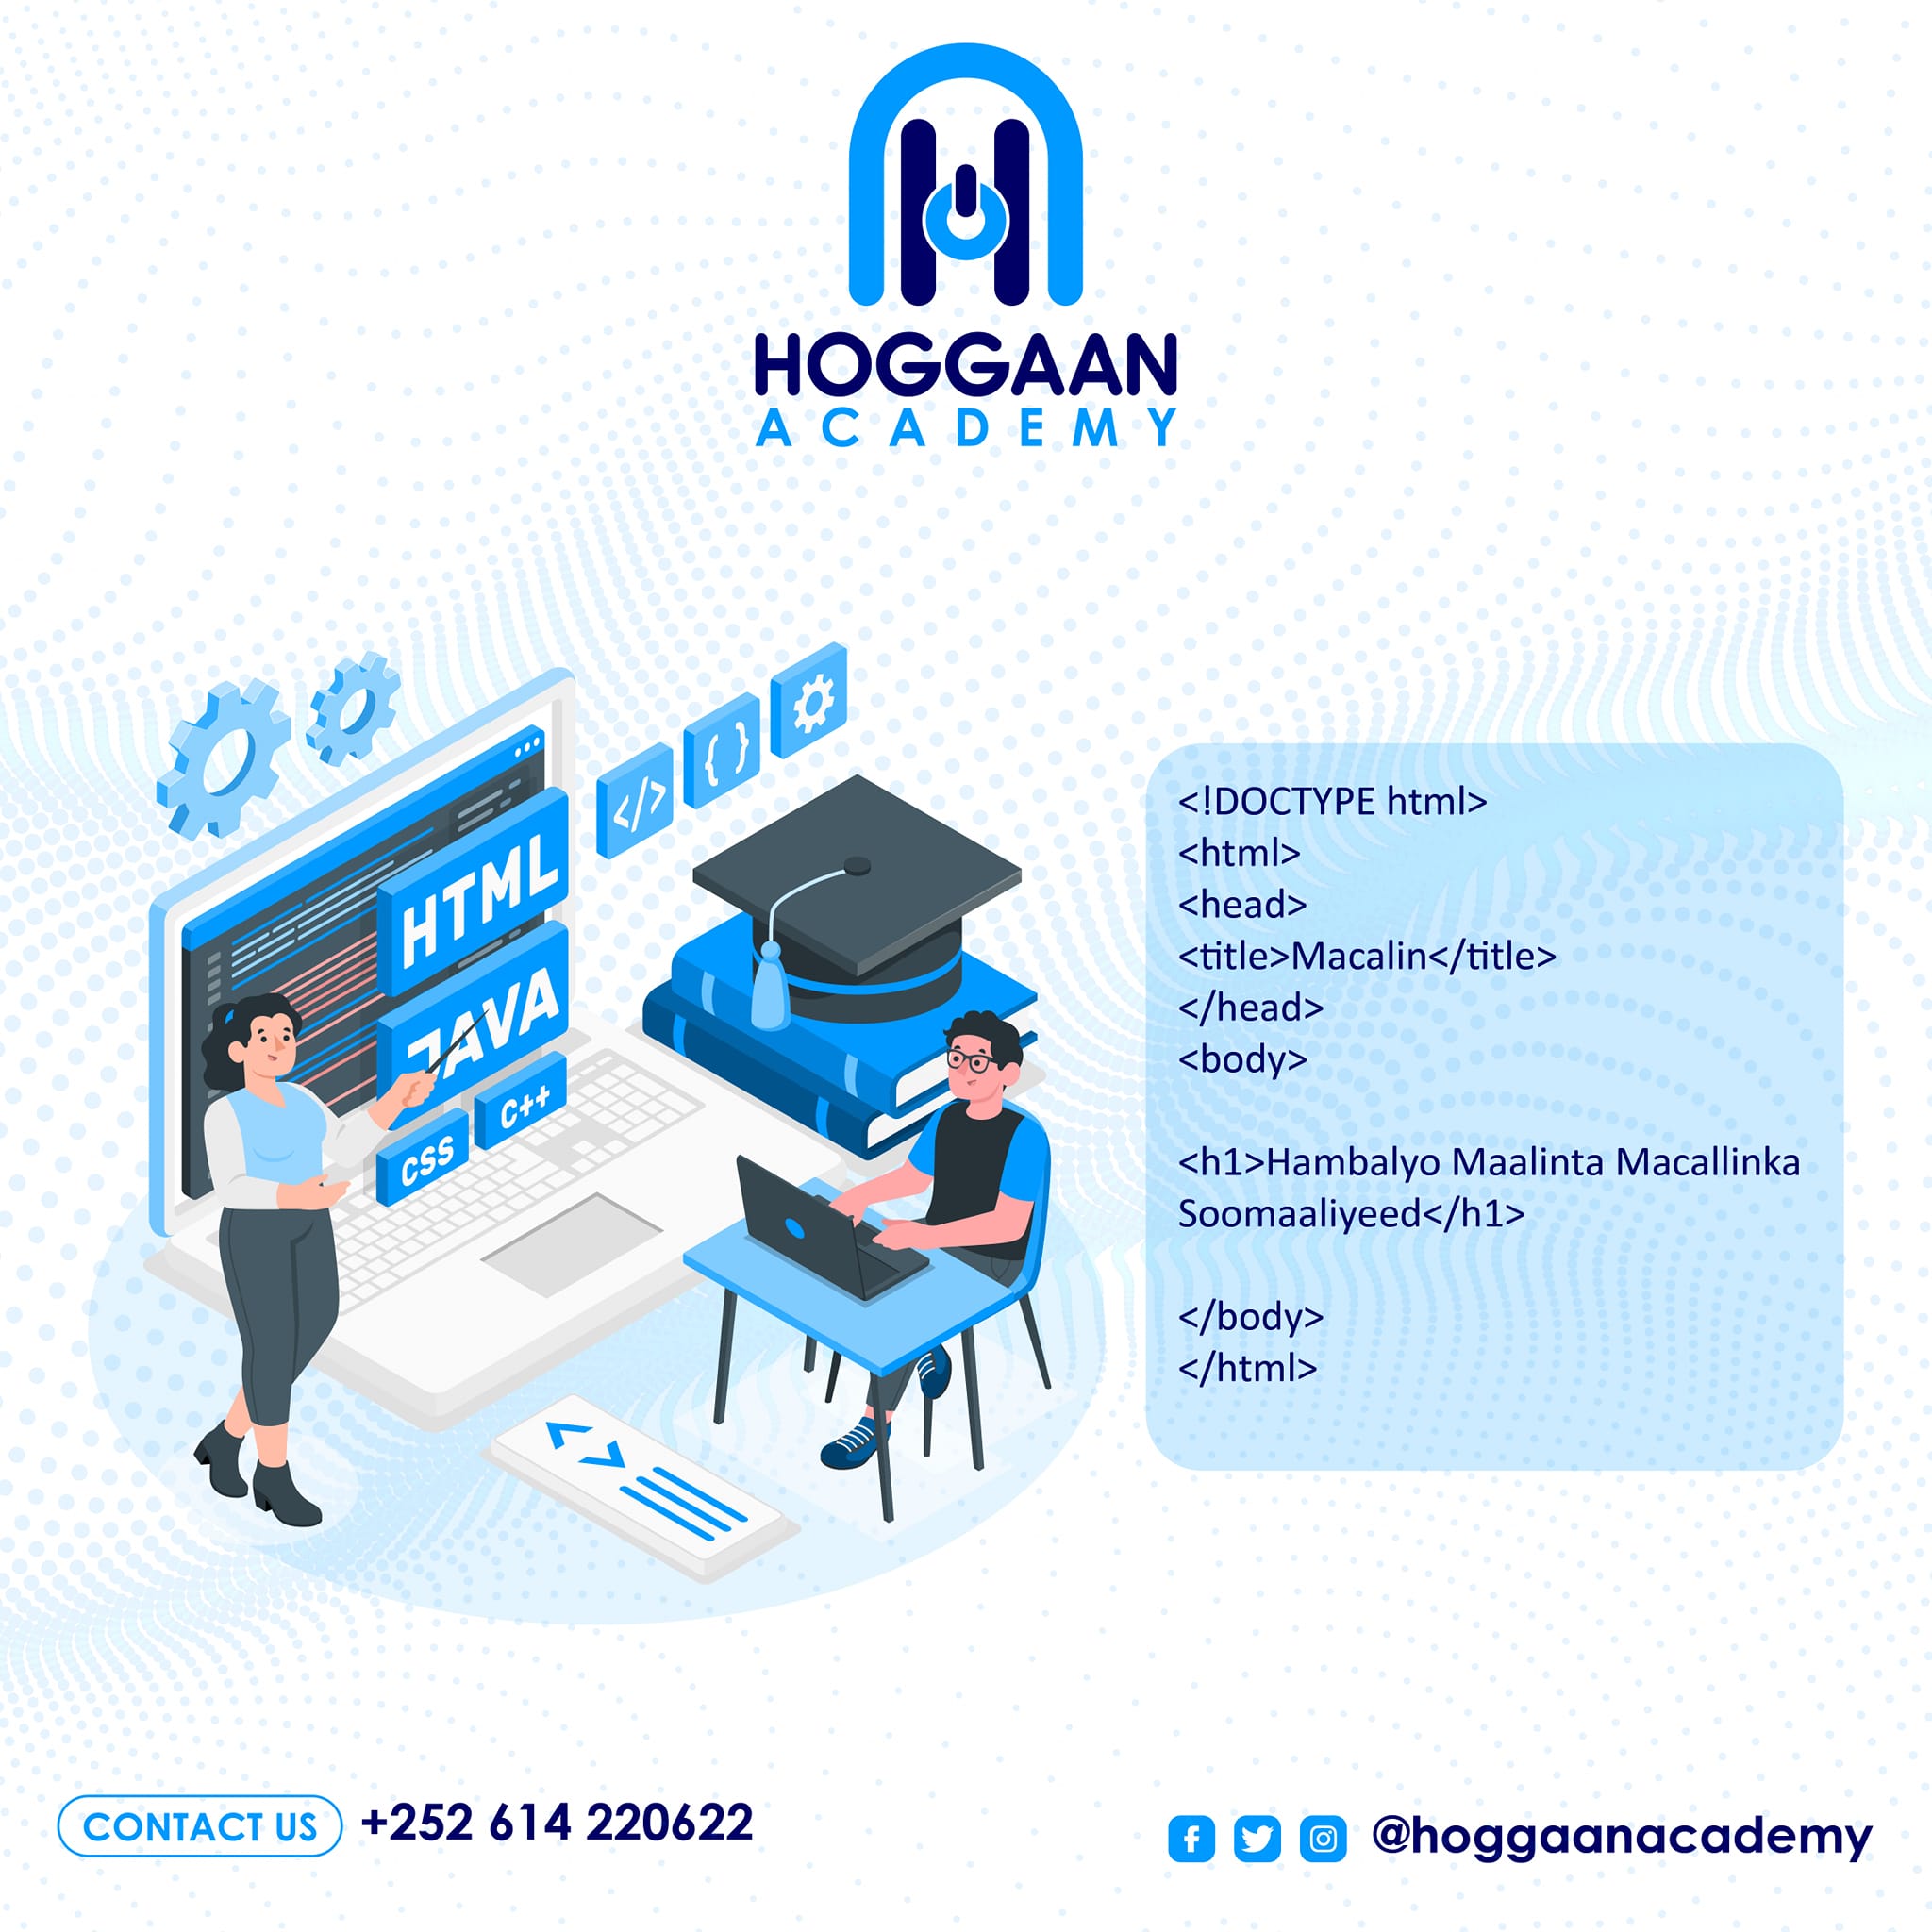 HOGGAAN
ACADEMY
</>
{ }
HTML
JAVA
CSS
C++
<!DOCTYPE html>
<html>
<head>
<title>Macalin</title>
</head>
<body>
<h1>Hambalyo Maalinta Macallinka
Soomaaliyeed</h1>
</body>
</html>
CONTACT US +252 614 220622
@hoggaanacademy